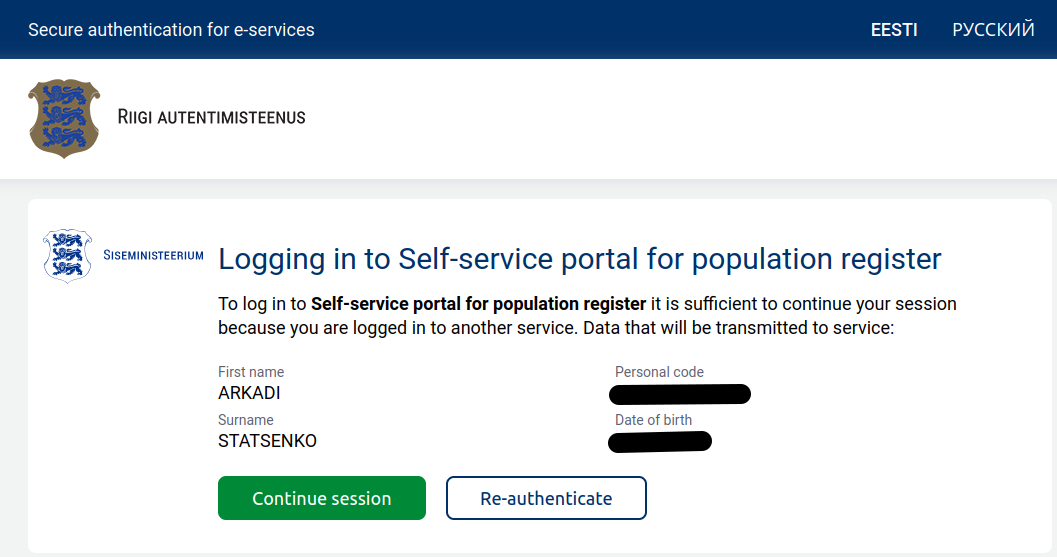 Secure authentication for e-services
EESTI
РУССКИЙ
RIIGI AUTENTIMISTEENUS
SISEMINISTEERIUM
Logging in to Self-service portal for population register
To log in to Self-service portal for population register it is sufficient to continue your session
because you are logged in to another service. Data that will be transmitted to service:
First name
ARKADI
Personal code
Surname
STATSENKO
Date of birth
Continue session
Re-authenticate